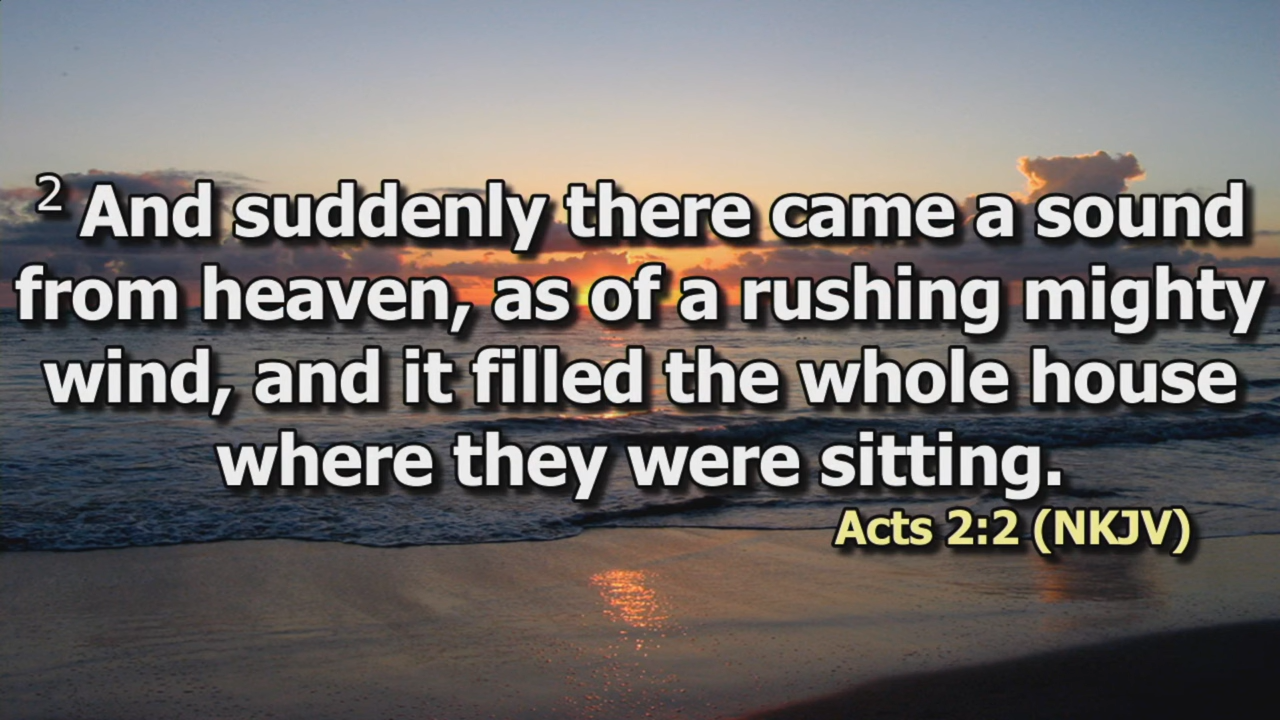 2 And suddenly there came a sound
from heaven, as of a rushing mighty
wind, and it filled the whole house
where they were sitting.
Acts 2:2 (NKJV)